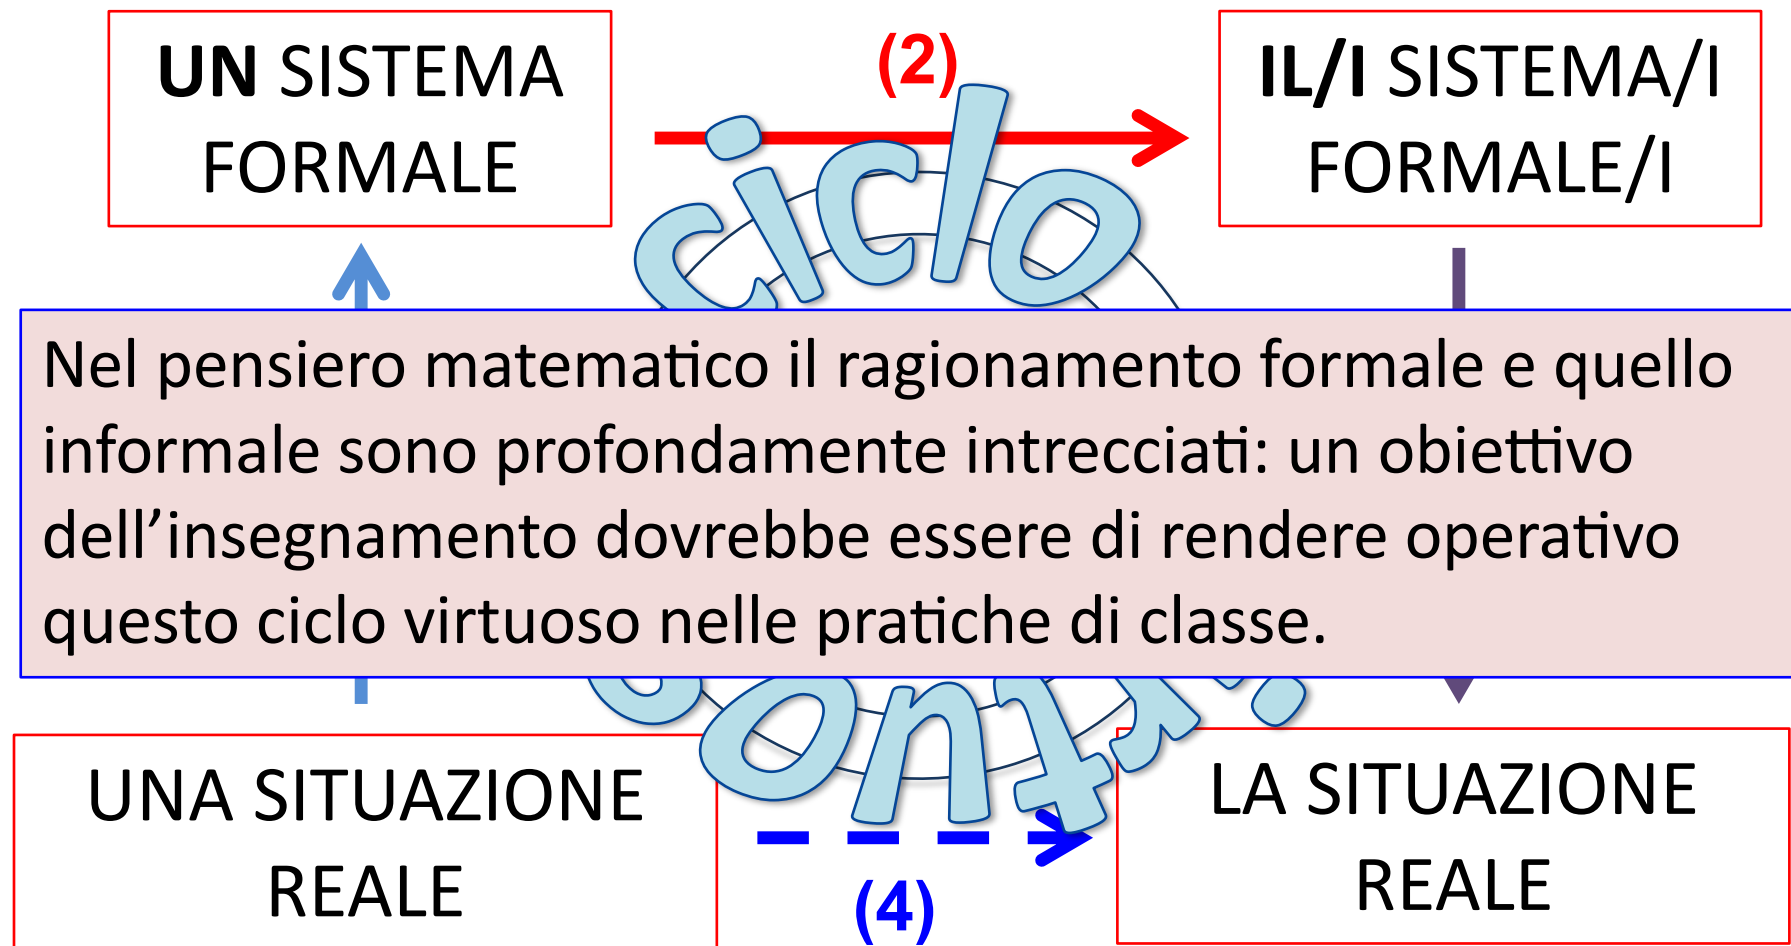 UN SISTEMA
FORMALE
(2)
IL/I SISTEMA/I
FORMALE/I
ciclo
Nel pensiero matematico il ragionamento formale e quello
informale sono profondamente intrecciati: un obiettivo
dell’insegnamento dovrebbe essere di rendere operativo
questo ciclo virtuoso nelle pratiche di classe.
UNA SITUAZIONE
REALE
(4)
LA SITUAZIONE
REALE